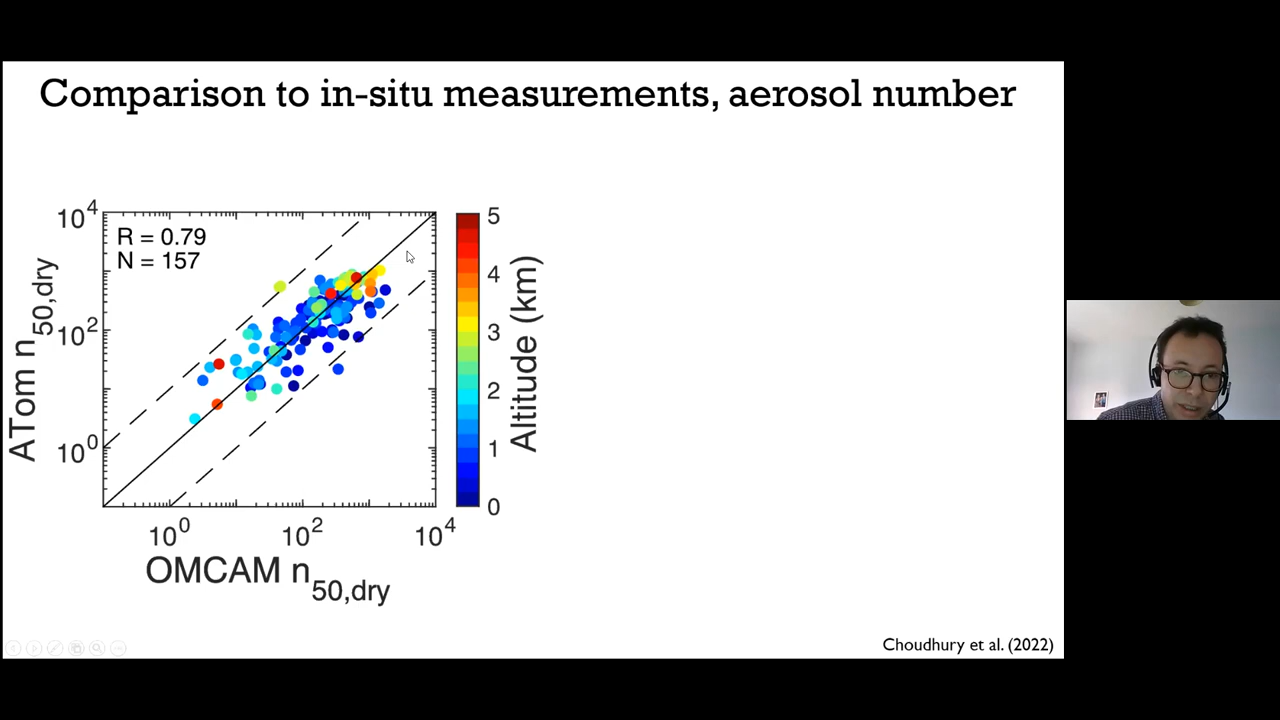 Comparison to in-situ measurements, aerosol number
R = 0.79
N = 157
10^4
10^2
10^0
ATom n_50,dry
10^0
10^2
10^4
OMCAM n_50,dry
5
4
3
2
1
0
Altitude (km)
Choudhury et al. (2022)